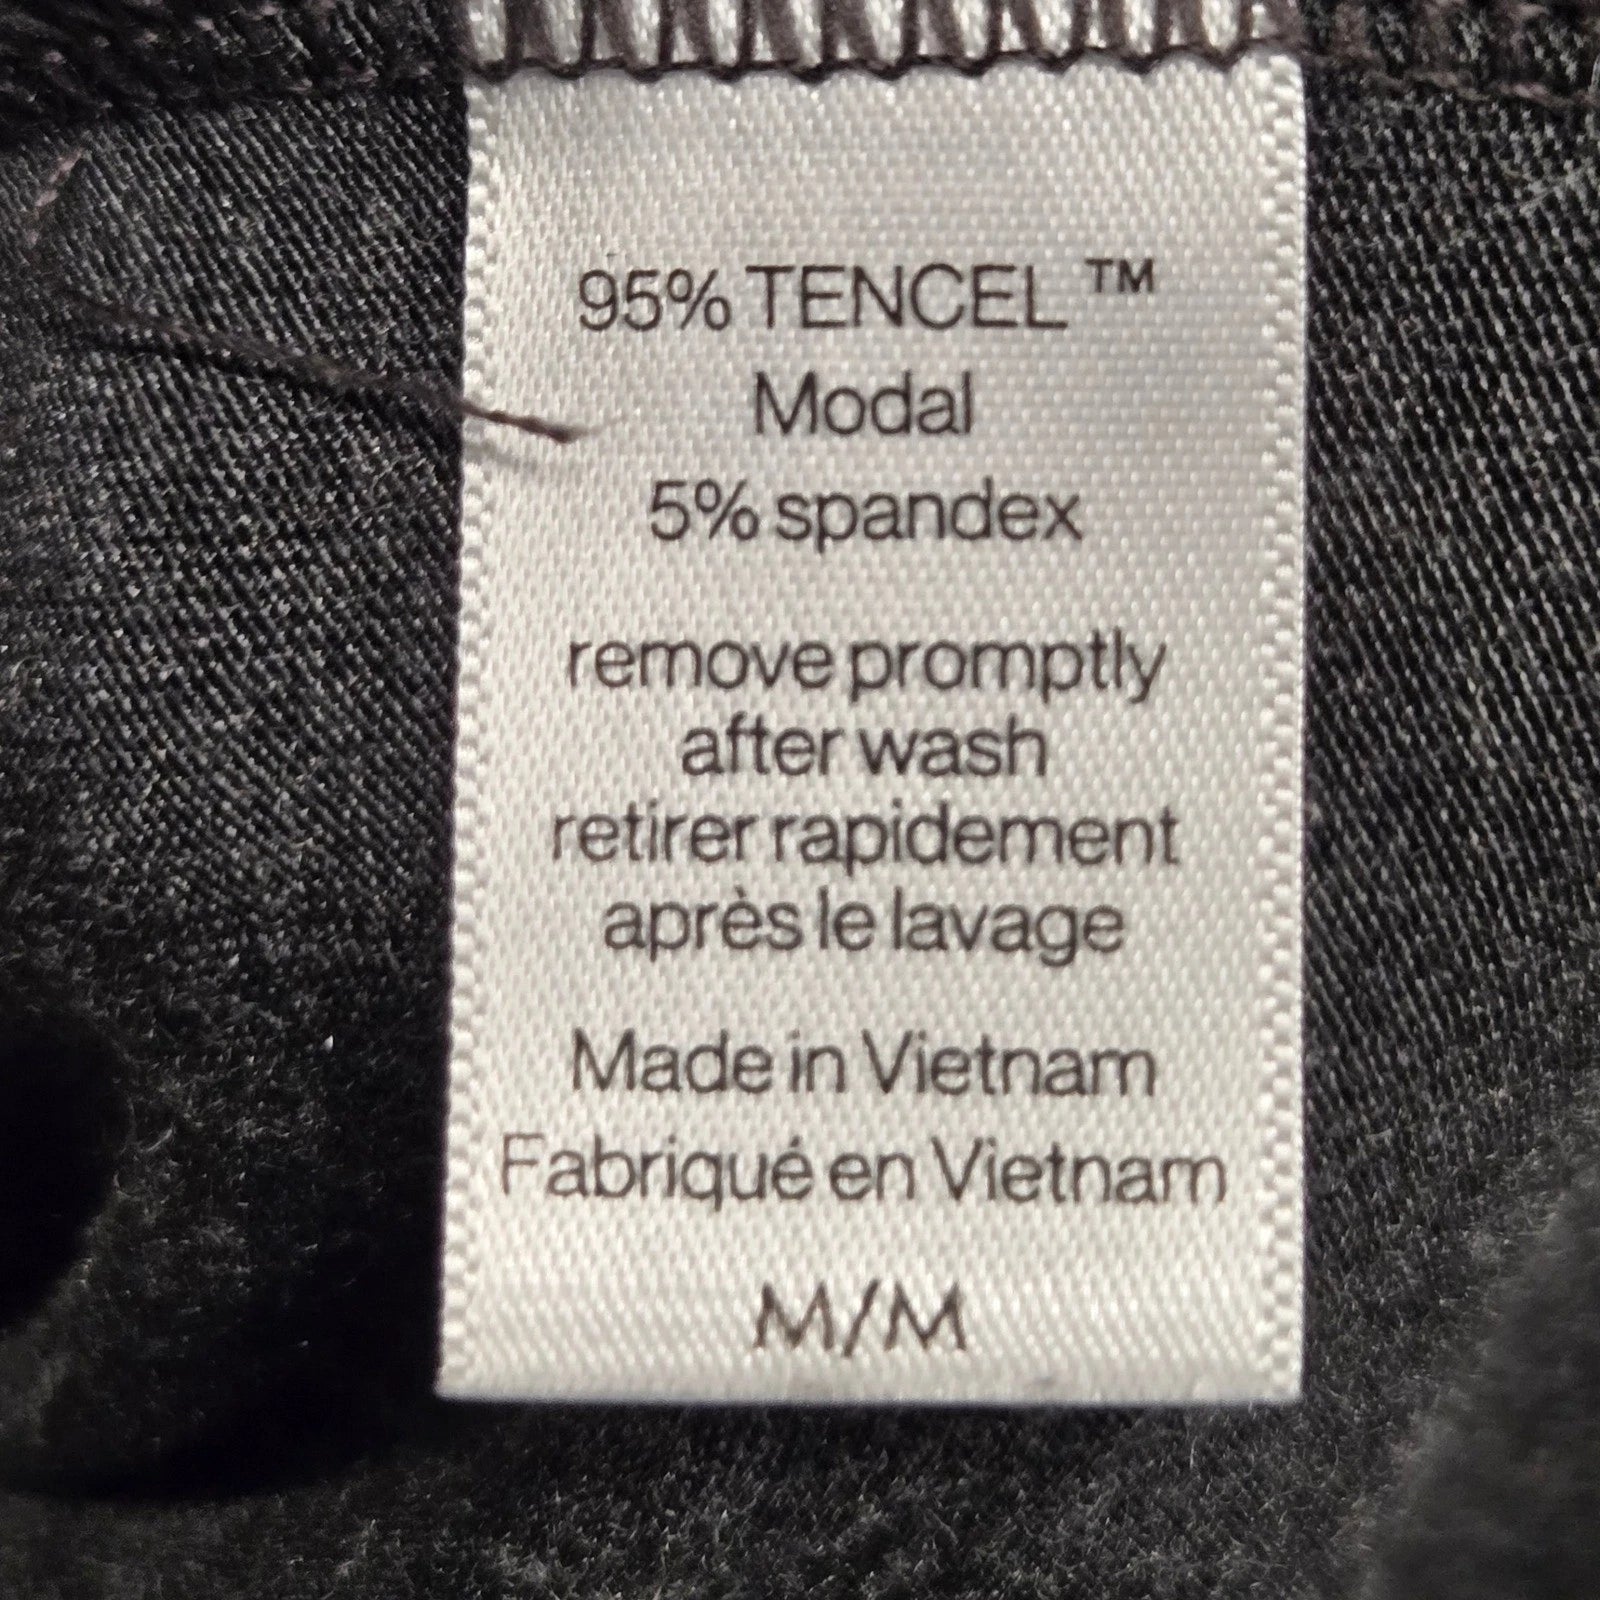 95% TENCEL ™
Modal
5% spandex
remove promptly
after wash
retirer rapidement
après le lavage
Made in Vietnam
Fabriqué en Vietnam
M/M